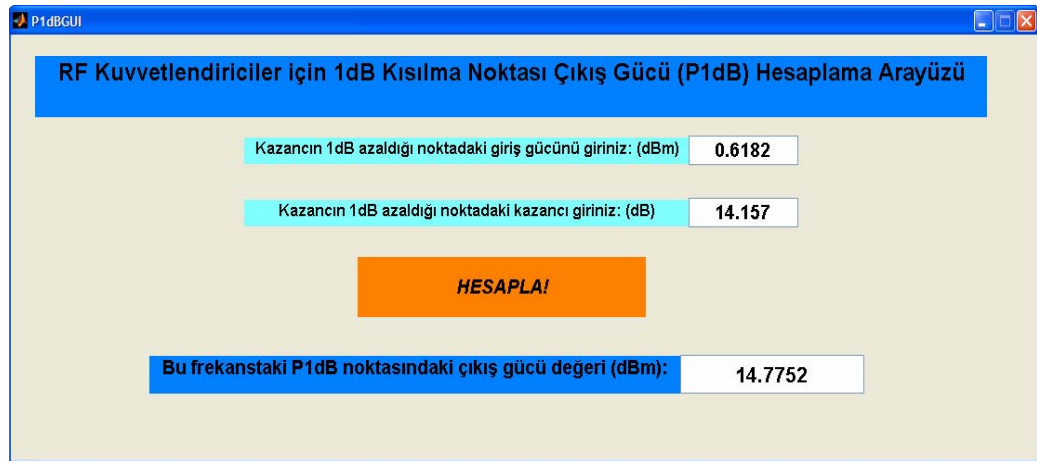 P1dBGUI
RF Kuvvetlendiriciler için 1dB Kısılma Noktası Çıkış Gücü (P1dB) Hesaplama Arayüzü
Kazancın 1dB azaldığı noktadaki giriş gücünü giriniz: (dBm) 0.6182
Kazancın 1dB azaldığı noktadaki kazancı giriniz: (dB) 14.157
HESAPLA!
Bu frekanstaki P1dB noktasındaki çıkış gücü değeri (dBm): 14.7752